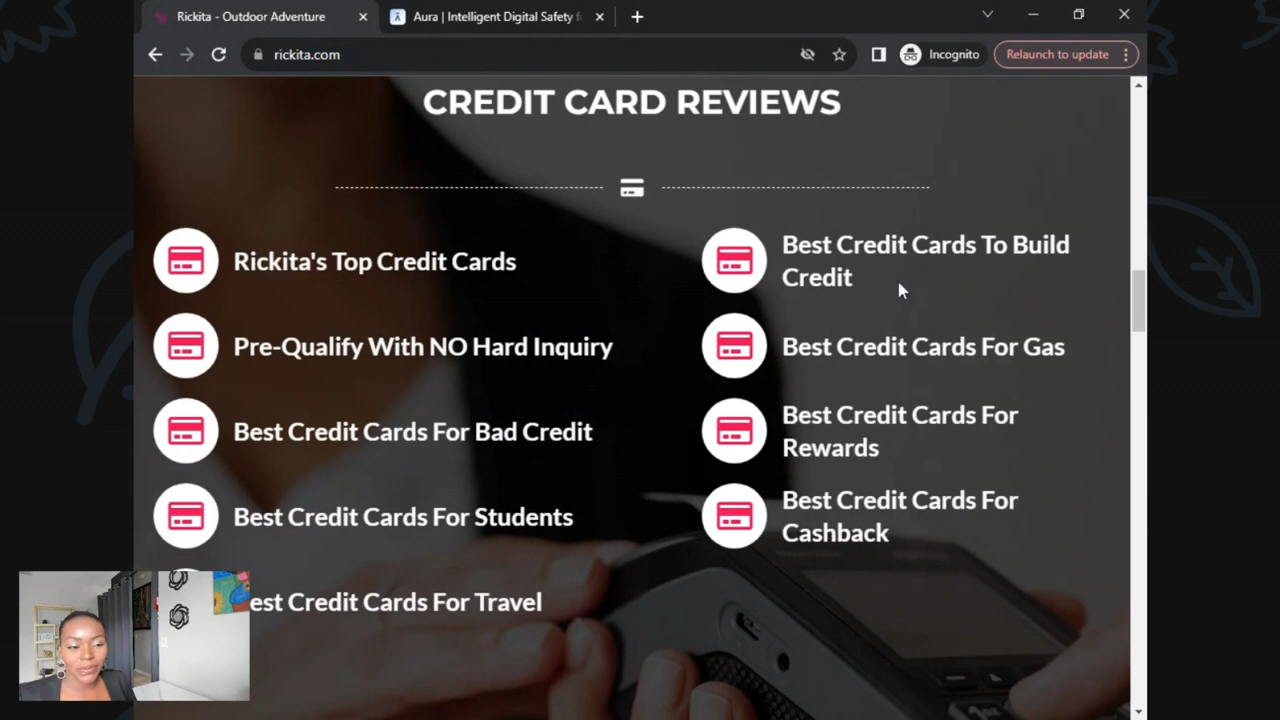 Rickita - Outdoor Adventure
Aura | Intelligent Digital Safety f
rickita.com
Incognito
Relaunch to update
CREDIT CARD REVIEWS
Rickita's Top Credit Cards
Best Credit Cards To Build
Credit
Pre-Qualify With NO Hard Inquiry
Best Credit Cards For Gas
Best Credit Cards For Bad Credit
Best Credit Cards For
Rewards
Best Credit Cards For Students
Best Credit Cards For
Cashback
est Credit Cards For Travel